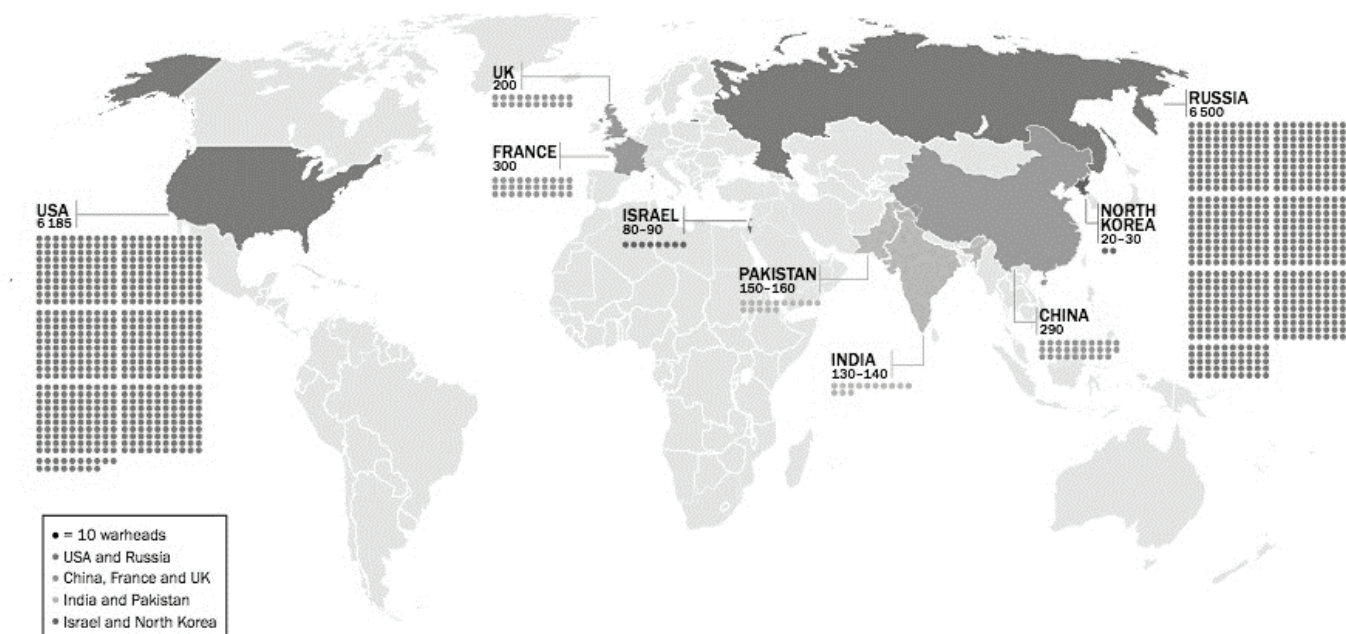 UK
200
FRANCE
300
USA
6 185
ISRAEL
80–90
PAKISTAN
150–160
INDIA
130–140
RUSSIA
6 500
NORTH
KOREA
20–30
CHINA
290
● = 10 warheads
● USA and Russia
● China, France and UK
● India and Pakistan
● Israel and North Korea